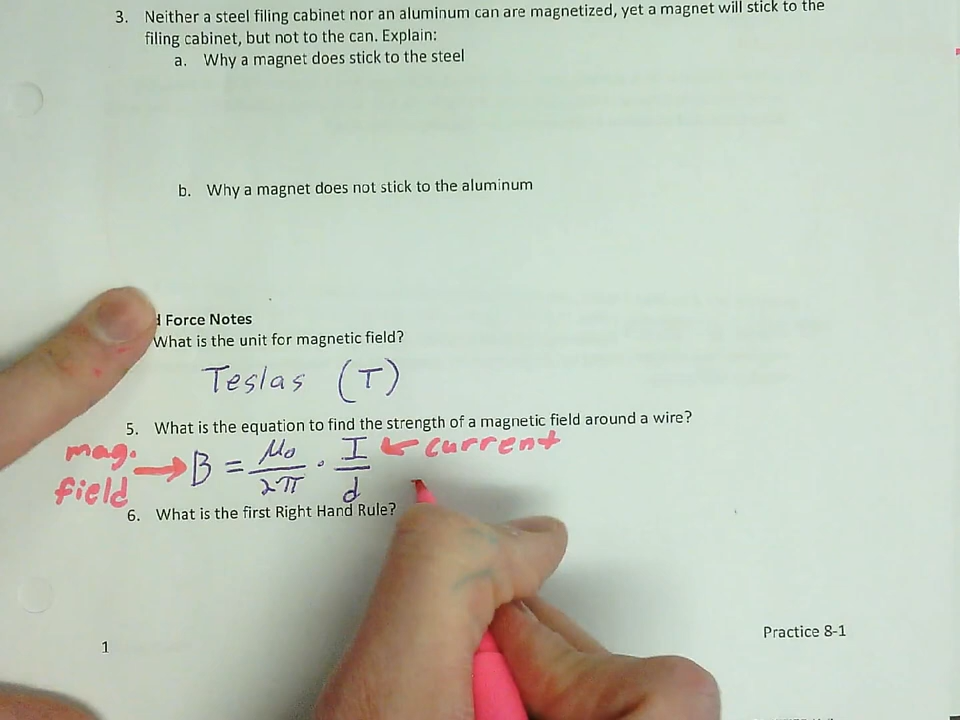 3. Neither a steel filing cabinet nor an aluminum can are magnetized, yet a magnet will stick to the
filing cabinet, but not to the can. Explain:
a. Why a magnet does stick to the steel
b. Why a magnet does not stick to the aluminum
Force Notes
What is the unit for magnetic field?
Teslas (T)
5. What is the equation to find the strength of a magnetic field around a wire?
mag. field → B = μ₀/2π · I/d ← current
6. What is the first Right Hand Rule?
Practice 8-1
1